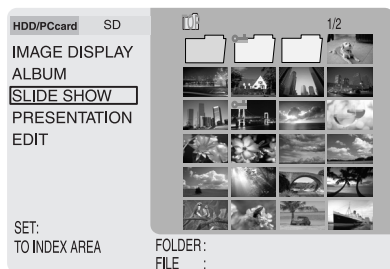 HDD/PCcard SD
1/2
IMAGE DISPLAY
ALBUM
SLIDE SHOW
PRESENTATION
EDIT
SET:
TO INDEX AREA
FOLDER:
FILE :